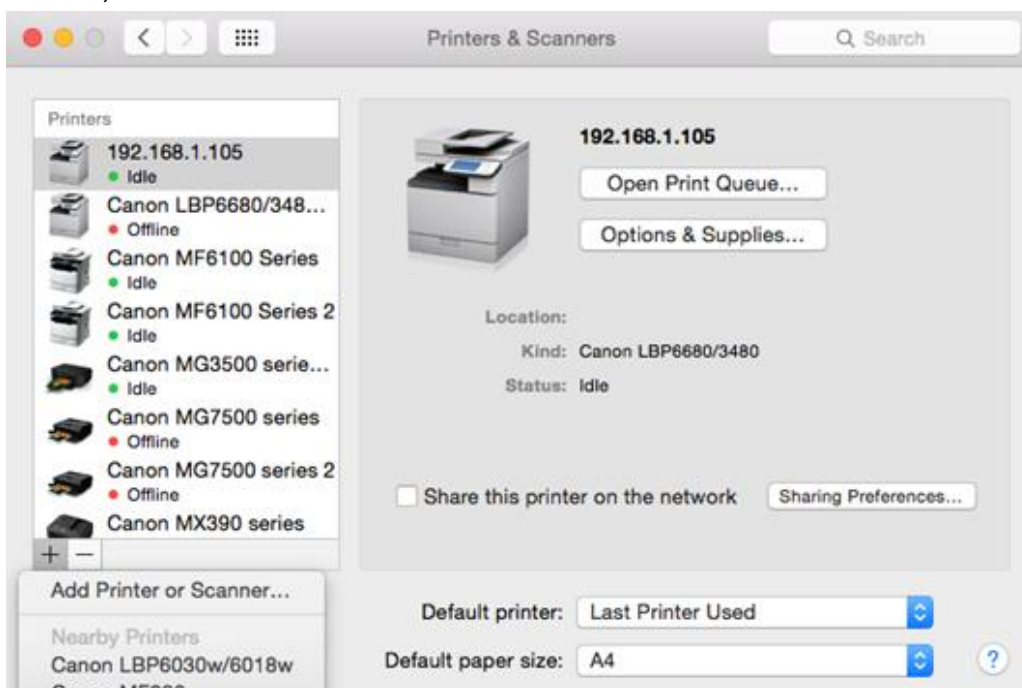 Printers & Scanners
Search
Printers
192.168.1.105
Idle
Canon LBP6680/348...
Offline
Canon MF6100 Series
Idle
Canon MF6100 Series 2
Idle
Canon MG3500 serie...
Idle
Canon MG7500 series
Offline
Canon MG7500 series 2
Offline
Canon MX390 series
+ −
Add Printer or Scanner...
Nearby Printers
Canon LBP6030w/6018w
192.168.1.105
Open Print Queue...
Options & Supplies...
Location:
Kind: Canon LBP6680/3480
Status: Idle
Share this printer on the network
Sharing Preferences...
Default printer: Last Printer Used
Default paper size: A4
?